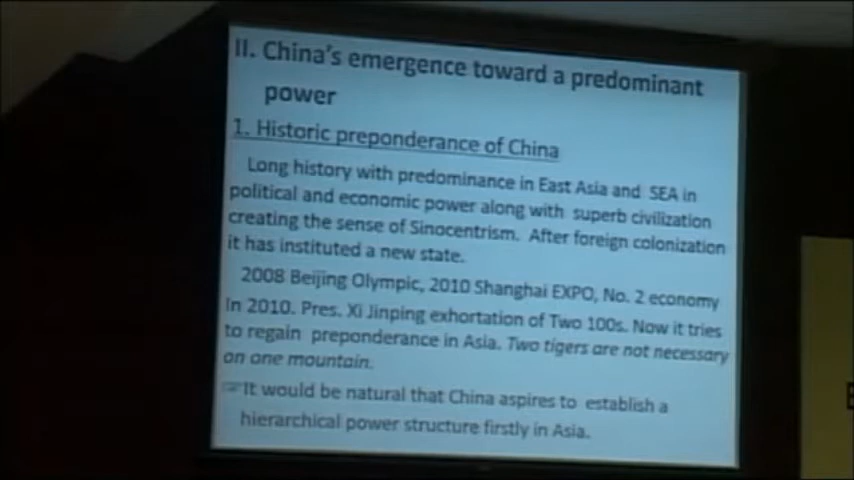 II. China's emergence toward a predominant
power
1. Historic preponderance of China
Long history with predominance in East Asia and SEA in
political and economic power along with superb civilization
creating the sense of Sinocentrism. After foreign colonization
it has instituted a new state.
2008 Beijing Olympic, 2010 Shanghai EXPO, No. 2 economy
In 2010. Pres. Xi Jinping exhortation of Two 100s. Now it tries
to regain preponderance in Asia. Two tigers are not necessary
on one mountain.
☞It would be natural that China aspires to establish a
hierarchical power structure firstly in Asia.